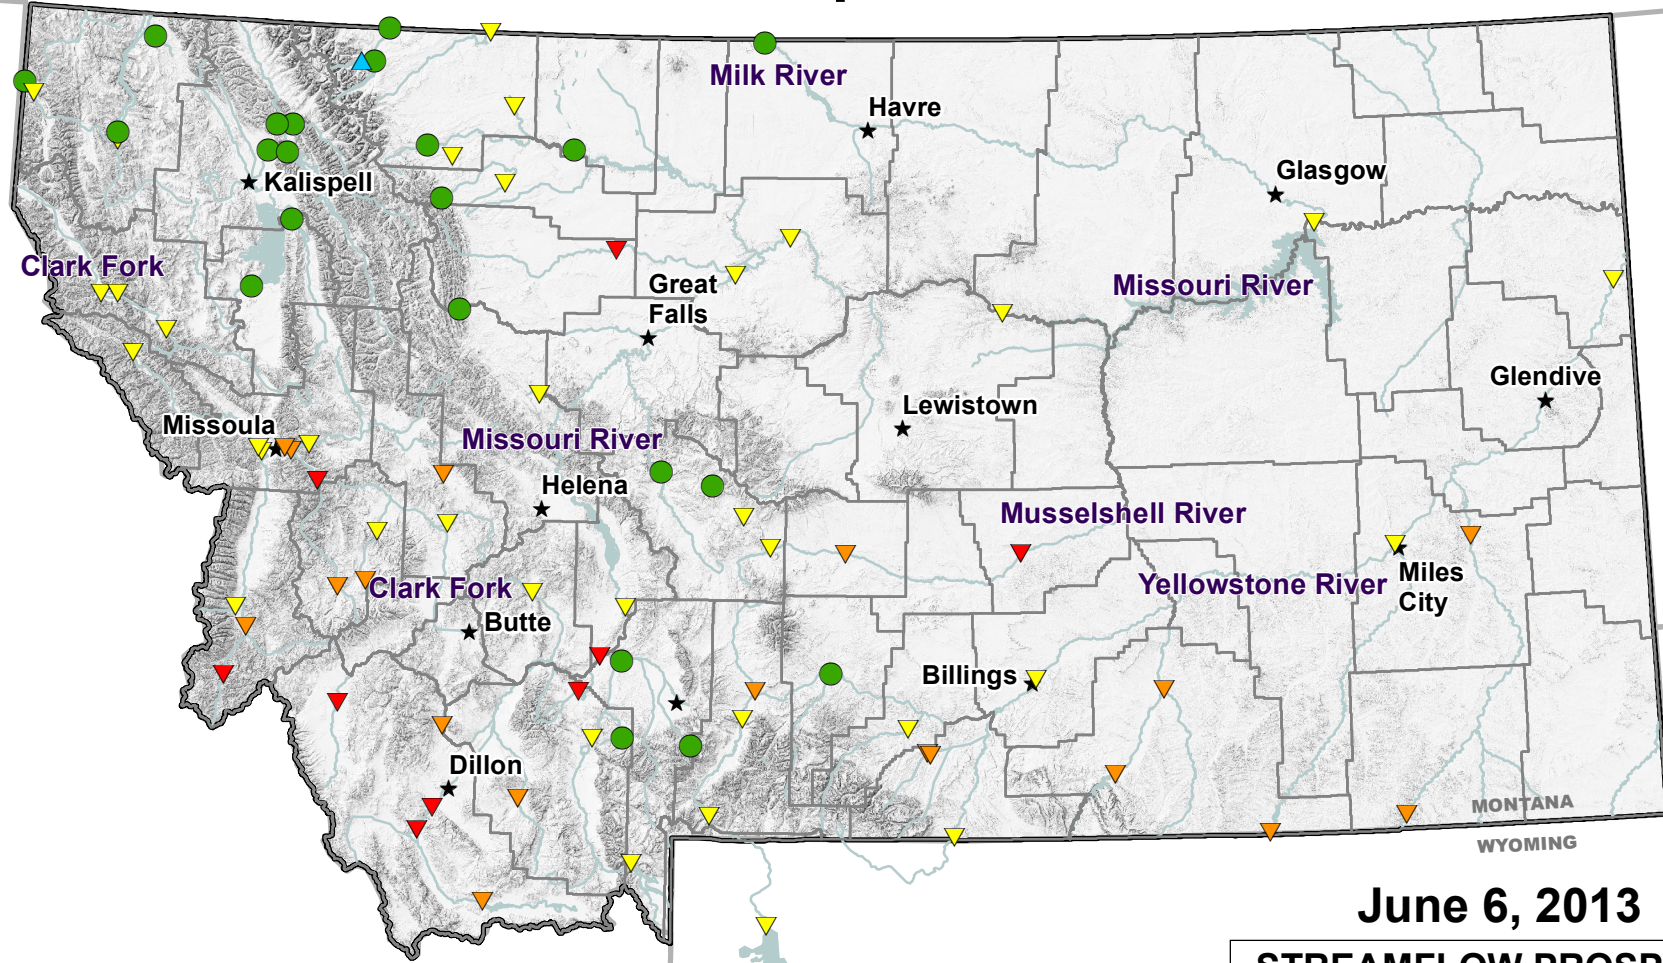 Milk River
Havre
Glasgow
Kalispell
Clark Fork
Great
Falls
Missouri River
Glendive
Lewistown
Missoula
Missouri River
Helena
Musselshell River
Clark Fork
Yellowstone River
Miles
City
Butte
Billings
Dillon
MONTANA
WYOMING
June 6, 2013